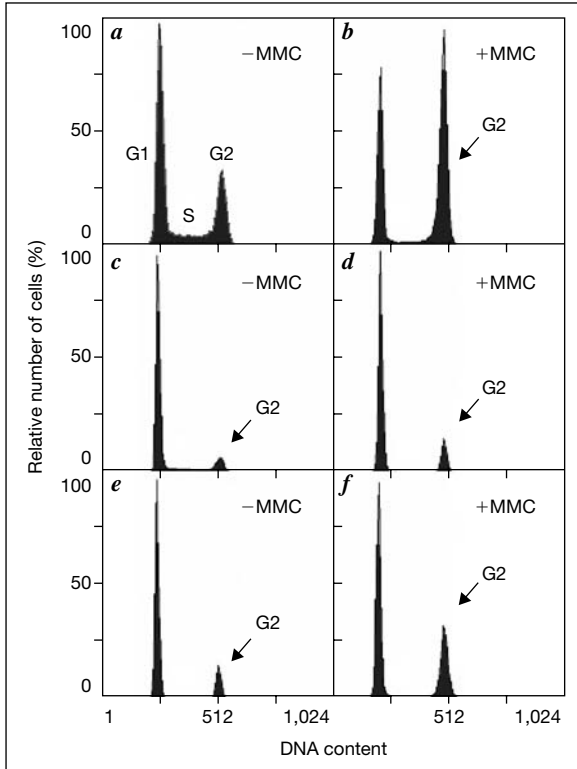 Relative number of cells (%)
100
50
0
a
−MMC
G1
G2
S
b
+MMC
G2
100
50
0
c
−MMC
G2
d
+MMC
G2
100
50
0
e
−MMC
G2
f
+MMC
G2
1
512
1,024
512
1,024
DNA content